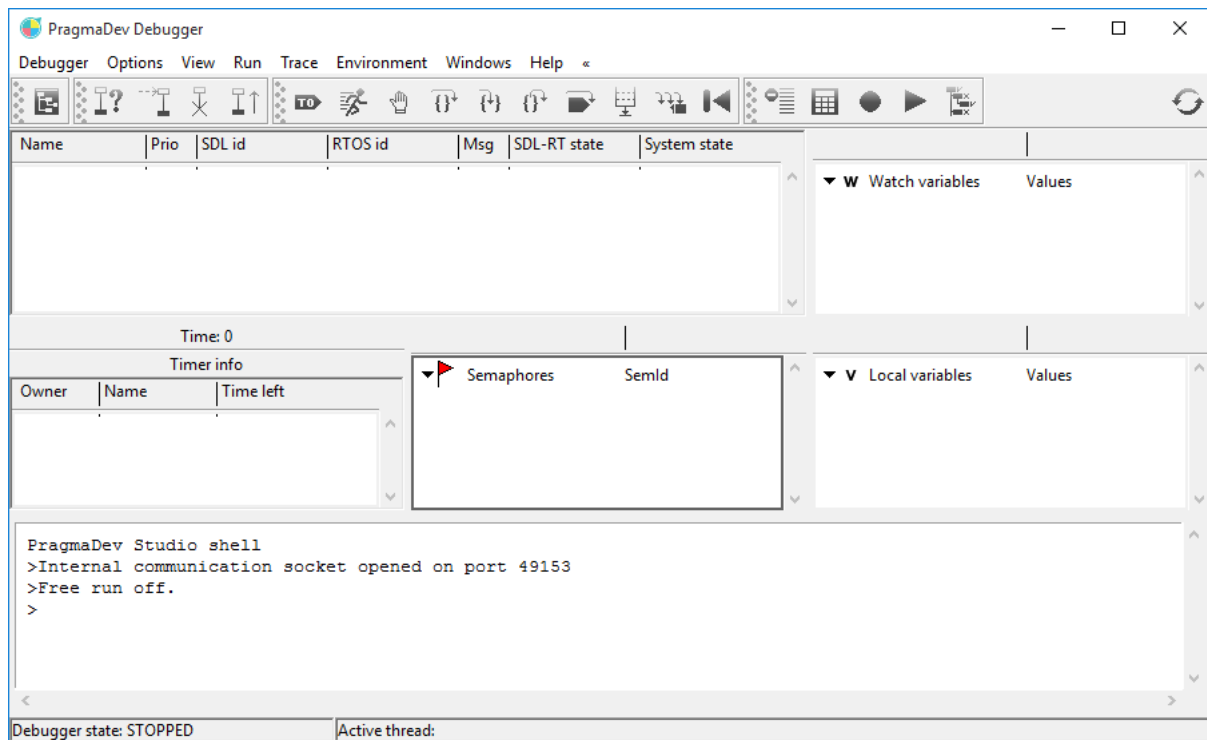 PragmaDev Debugger
Debugger Options View Run Trace Environment Windows Help «
TO
Name Prio SDL id RTOS id Msg SDL-RT state System state
W Watch variables Values
Time: 0
Timer info
Owner Name Time left
Semaphores SemId
V Local variables Values
PragmaDev Studio shell
>Internal communication socket opened on port 49153
>Free run off.
>
Debugger state: STOPPED Active thread: